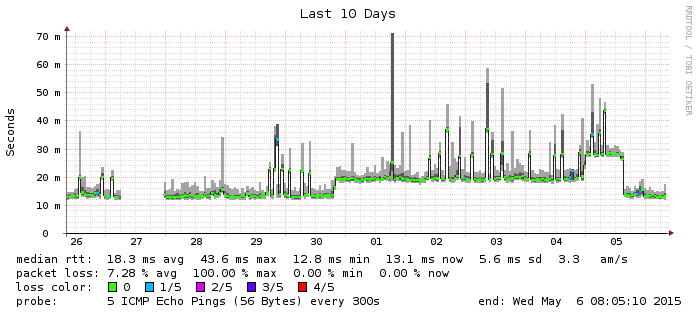 Last 10 Days
RRDTOOL / TOBI OETIKER
Seconds
70 m
60 m
50 m
40 m
30 m
20 m
10 m
0
26 27 28 29 30 01 02 03 04 05
median rtt: 18.3 ms avg 43.6 ms max 12.8 ms min 13.1 ms now 5.6 ms sd 3.3 am/s
packet loss: 7.28 % avg 100.00 % max 0.00 % min 0.00 % now
loss color: 0 1/5 2/5 3/5 4/5
probe: 5 ICMP Echo Pings (56 Bytes) every 300s end: Wed May 6 08:05:10 2015